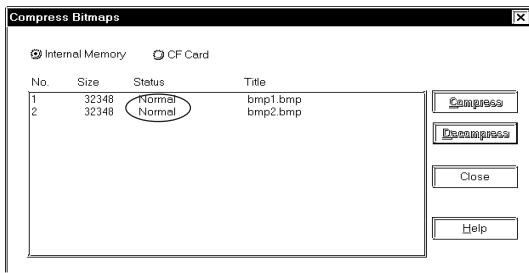 Compress Bitmaps
Internal Memory CF Card
No. Size Status Title
1 32348 Normal bmp1.bmp
2 32348 Normal bmp2.bmp
Compress
Decompress
Close
Help